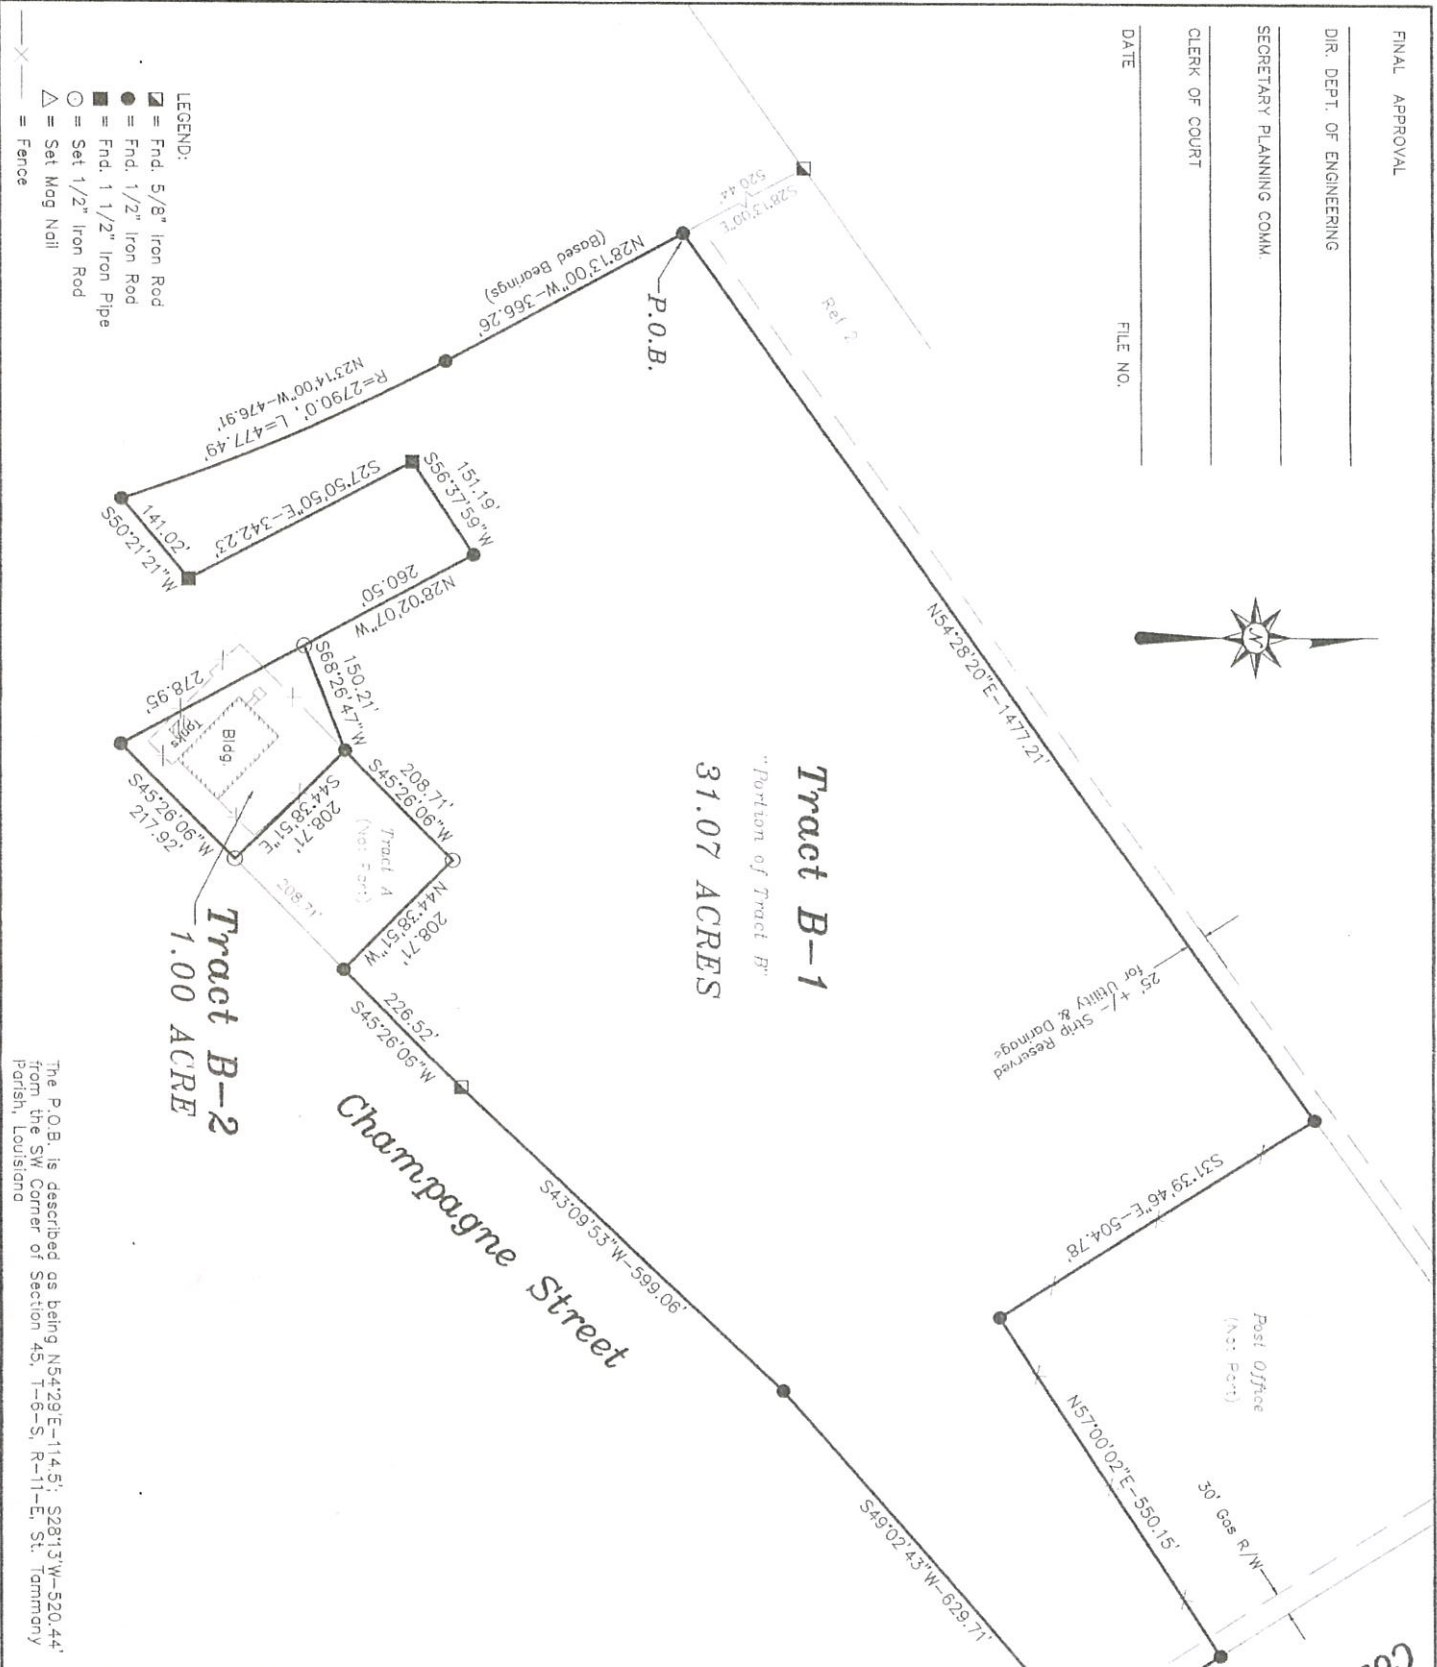 FINAL APPROVAL
DIR. DEPT. OF ENGINEERING
SECRETARY PLANNING COMM.
CLERK OF COURT
DATE
FILE NO.
S28°13'00"E
520.44'
Ref 2
P.O.B.
N28°13'00"W-366.26'
(Based Bearings)
R=2790.0', L=477.49'
N23°14'00"W-476.91'
141.02'
S50°21'21"W
S27°50'50"E-342.23'
151.19'
S56°37'59"W
N28°02'07"W
260.50'
150.21'
S68°26'47"W
278.95'
Tanks
Bldg.
S45°26'06"W
217.92'
S44°38'51"E
208.71'
208.71'
S45°26'06"W
Tract A
(Not Part)
208.71'
N44°38'51"W
208.71'
Tract B-2
1.00 ACRE
226.52'
S45°26'05"W
N54°28'20"E-1477.21'
Tract B-1
"Portion of Tract B"
31.07 ACRES
25' +/- Strip Reserved
for Utility & Darinage
S31°39'46"E-504.78'
Post Office
(Not Part)
N57°00'02"E-550.15'
30' Gas R/W
S43°09'53"W-599.06'
Champagne Street
S49°02'43"W-629.71'
N
LEGEND:
= Fnd. 5/8" Iron Rod
= Fnd. 1/2" Iron Rod
= Fnd. 1 1/2" Iron Pipe
= Set 1/2" Iron Rod
= Set Mag Nail
—X— = Fence
The P.O.B. is described as being N54°29'E-114.5'; S28°13'W-520.44'
from the SW Corner of Section 45, T-6-S, R-11-E, St. Tammany
Parish, Louisiana